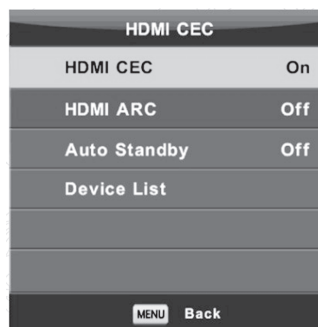 HDMI CEC
HDMI CEC On
HDMI ARC Off
Auto Standby Off
Device List
MENU Back